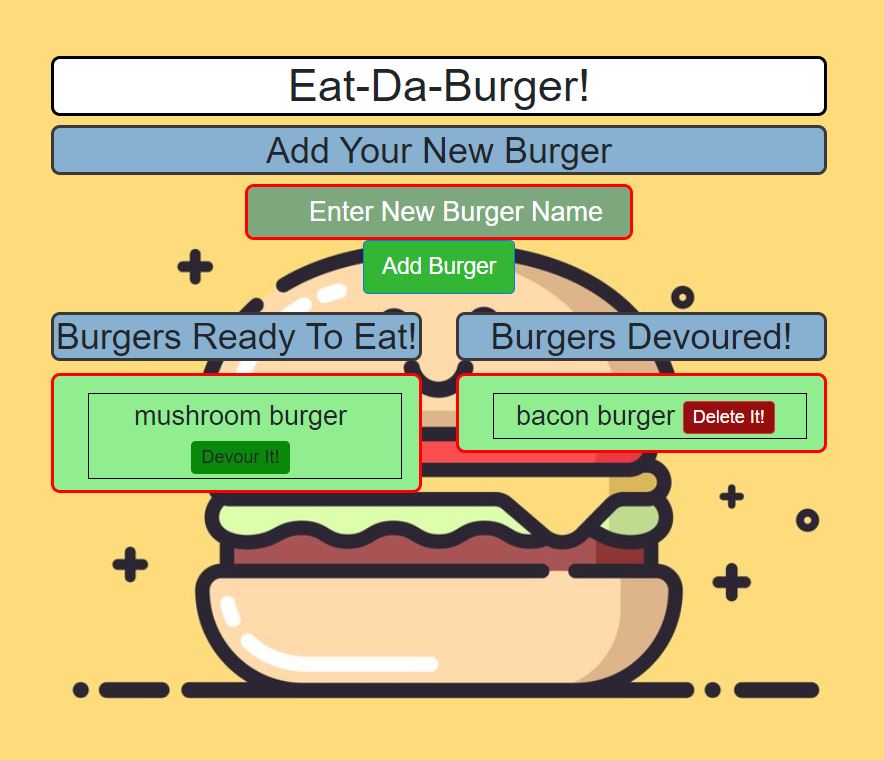 Eat-Da-Burger!
Add Your New Burger
Enter New Burger Name
Add Burger
Burgers Ready To Eat!
mushroom burger
Devour It!
Burgers Devoured!
bacon burger Delete It!